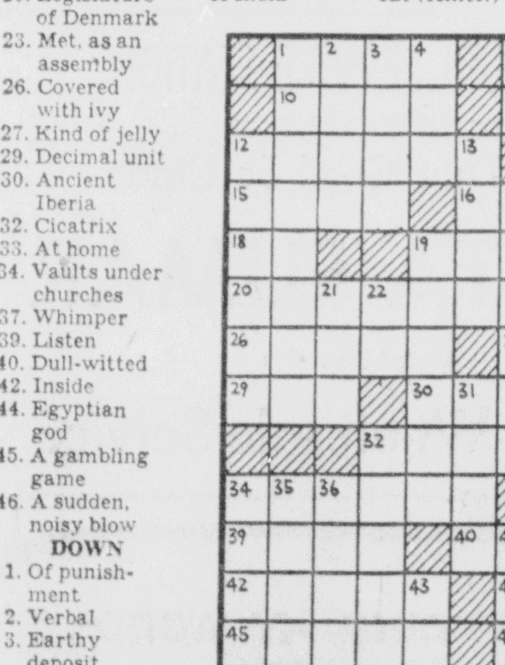 of Denmark
23. Met, as an
assembly
26. Covered
with ivy
27. Kind of jelly
29. Decimal unit
30. Ancient
Iberia
32. Cicatrix
33. At home
34. Vaults under
churches
37. Whimper
39. Listen
40. Dull-witted
42. Inside
44. Egyptian
god
45. A gambling
game
46. A sudden,
noisy blow
DOWN
1. Of punish-
ment
2. Verbal
3. Earthy
deposit
1 2 3 4
10
12 13
15 16
18 19
20 21 22
26
29 30 31
32
34 35 36
39 40
42 43
45